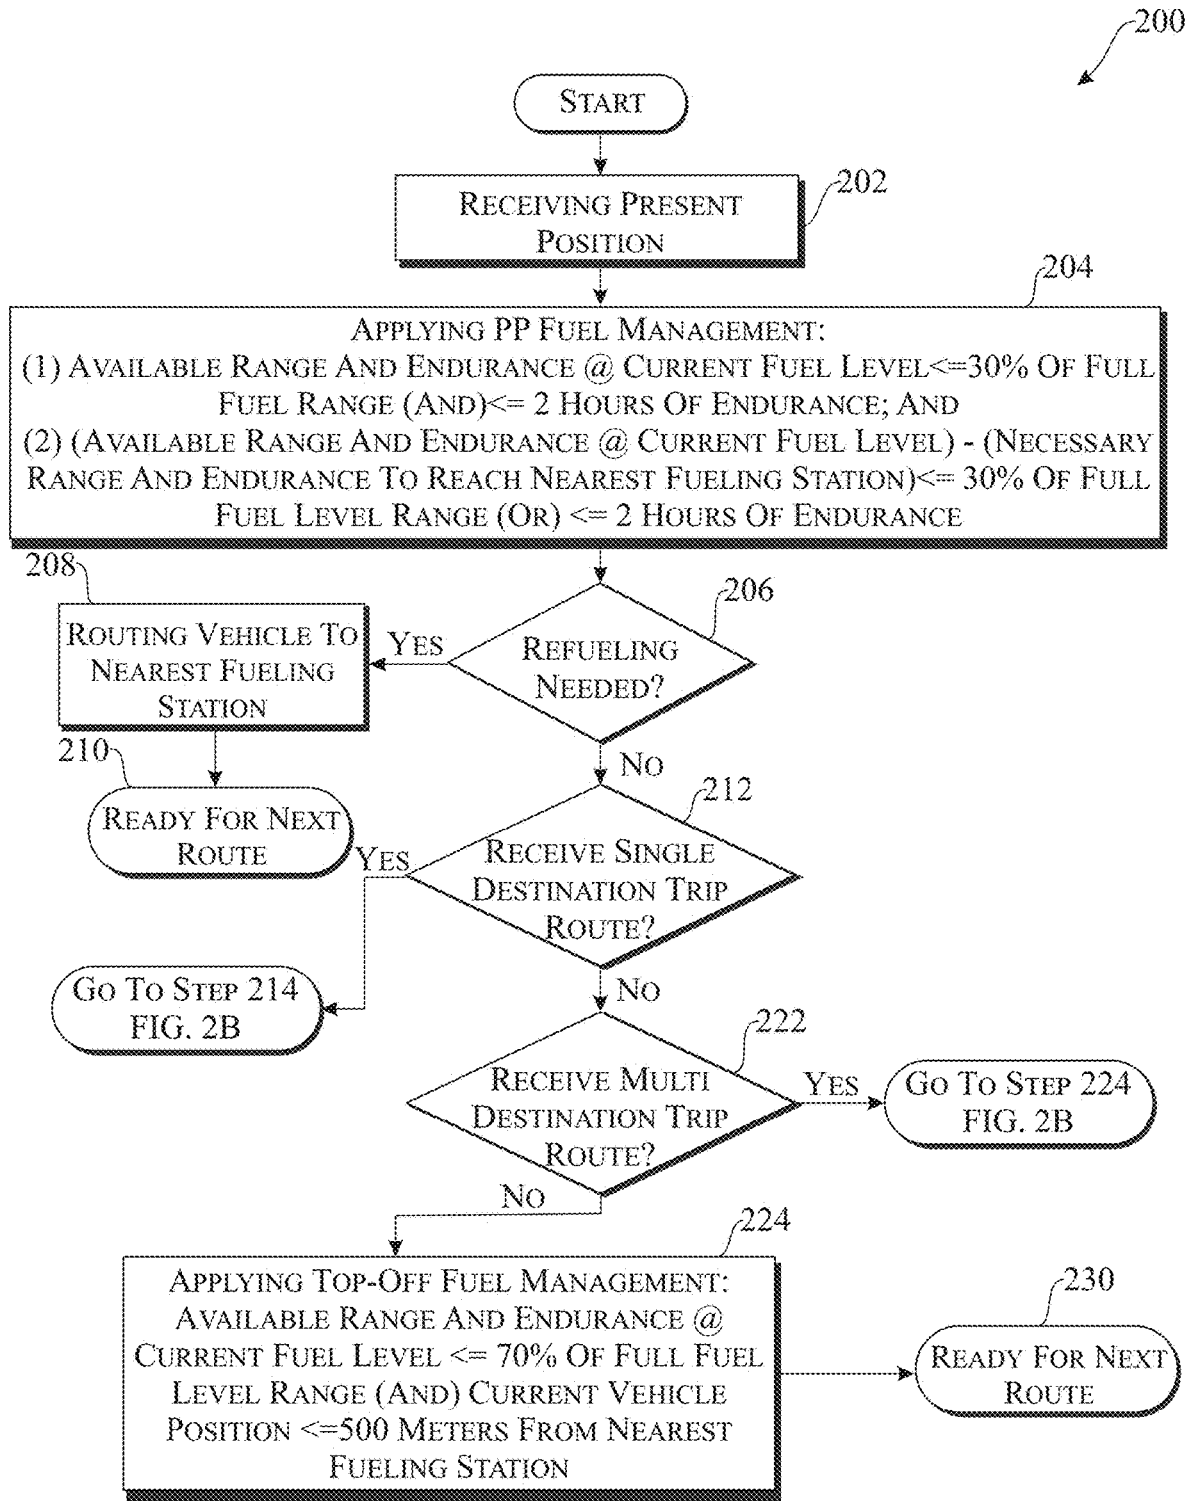 200
START
202
RECEIVING PRESENT
POSITION
204
APPLYING PP FUEL MANAGEMENT:
(1) AVAILABLE RANGE AND ENDURANCE @ CURRENT FUEL LEVEL<=30% OF FULL
FUEL RANGE (AND)<= 2 HOURS OF ENDURANCE; AND
(2) (AVAILABLE RANGE AND ENDURANCE @ CURRENT FUEL LEVEL) - (NECESSARY
RANGE AND ENDURANCE TO REACH NEAREST FUELING STATION)<= 30% OF FULL
FUEL LEVEL RANGE (OR) <= 2 HOURS OF ENDURANCE
208
206
ROUTING VEHICLE TO
NEAREST FUELING
STATION
YES
REFUELING
NEEDED?
210
NO
READY FOR NEXT
ROUTE
212
YES
RECEIVE SINGLE
DESTINATION TRIP
ROUTE?
GO TO STEP 214
FIG. 2B
NO
222
RECEIVE MULTI
DESTINATION TRIP
ROUTE?
YES
GO TO STEP 224
FIG. 2B
NO
224
APPLYING TOP-OFF FUEL MANAGEMENT:
AVAILABLE RANGE AND ENDURANCE @
CURRENT FUEL LEVEL <= 70% OF FULL FUEL
LEVEL RANGE (AND) CURRENT VEHICLE
POSITION <=500 METERS FROM NEAREST
FUELING STATION
230
READY FOR NEXT
ROUTE